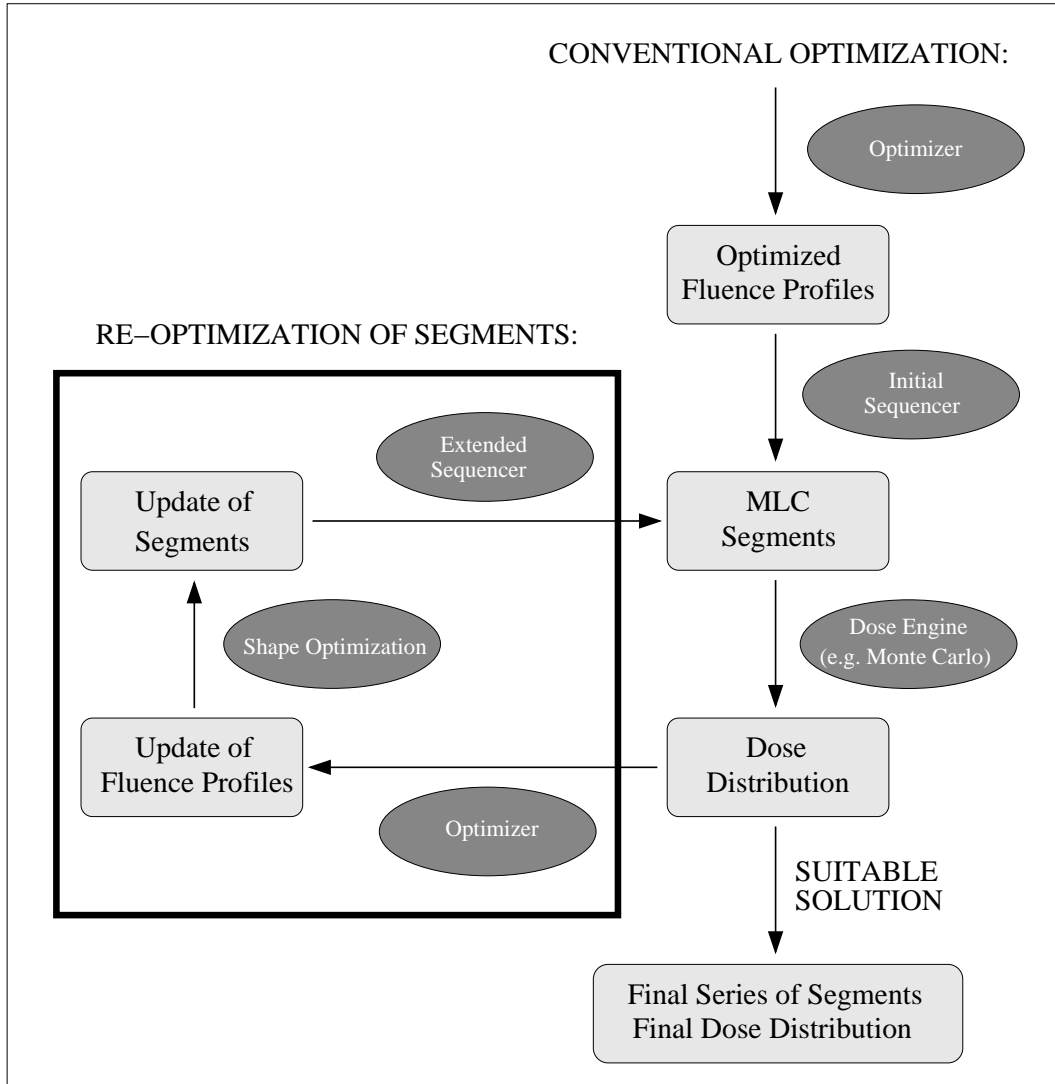 CONVENTIONAL OPTIMIZATION:
Optimizer
Optimized
Fluence Profiles
RE–OPTIMIZATION OF SEGMENTS:
Initial
Sequencer
Extended
Sequencer
Update of
Segments
MLC
Segments
Shape Optimization
Dose Engine
(e.g. Monte Carlo)
Update of
Fluence Profiles
Dose
Distribution
Optimizer
SUITABLE
SOLUTION
Final Series of Segments
Final Dose Distribution